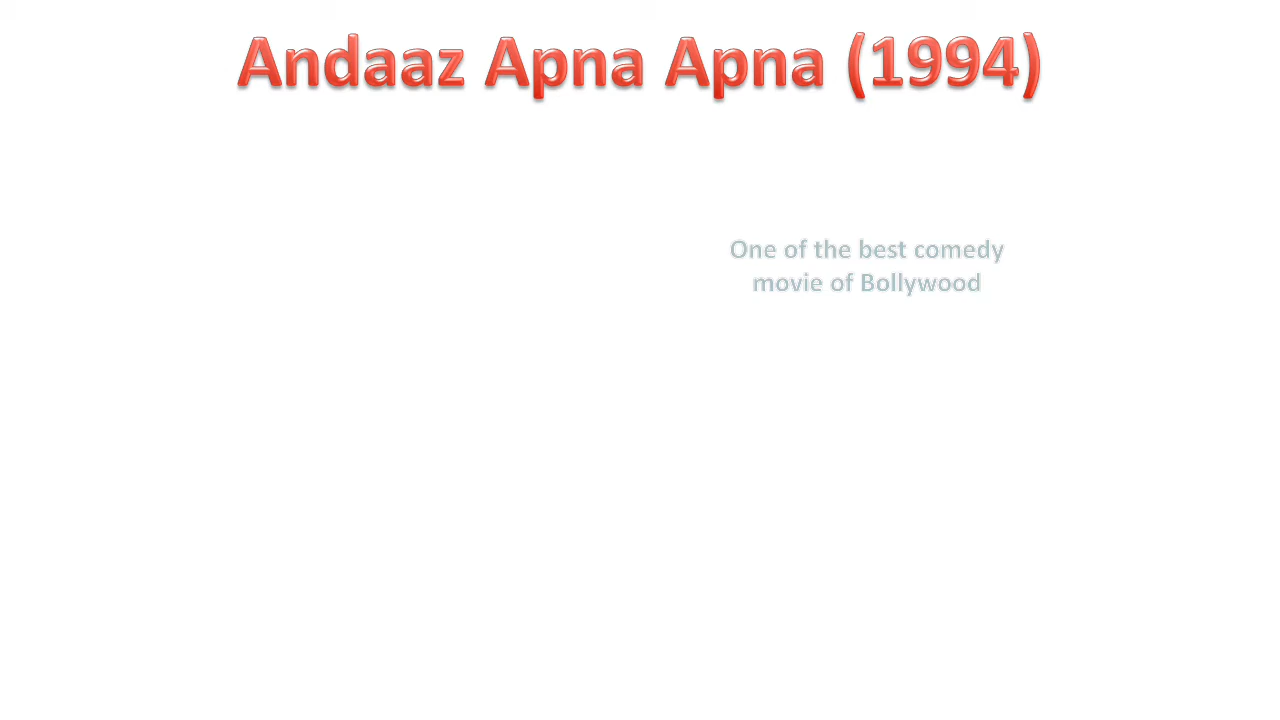 Andaaz Apna Apna (1994)
One of the best comedy
movie of Bollywood